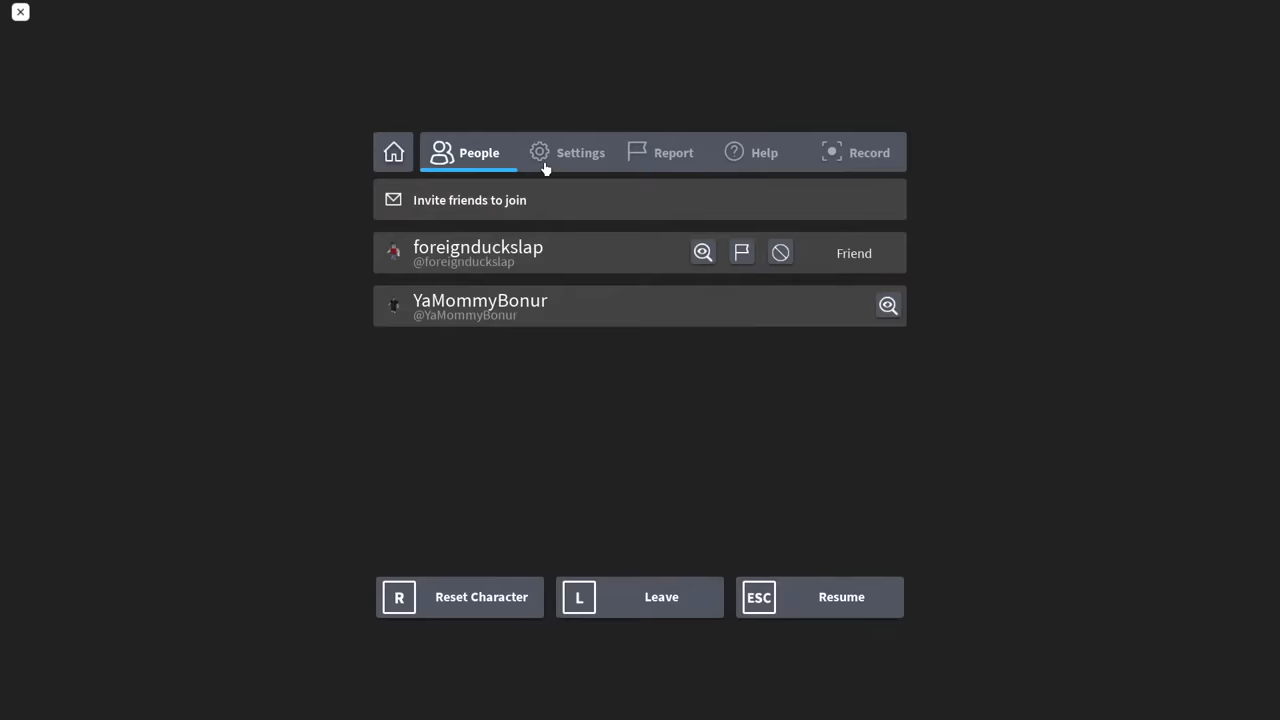 People
Settings
Report
Help
Record
Invite friends to join
foreignduckslap
@foreignduckslap
Friend
YaMommyBonur
@YaMommyBonur
R Reset Character
L Leave
ESC Resume